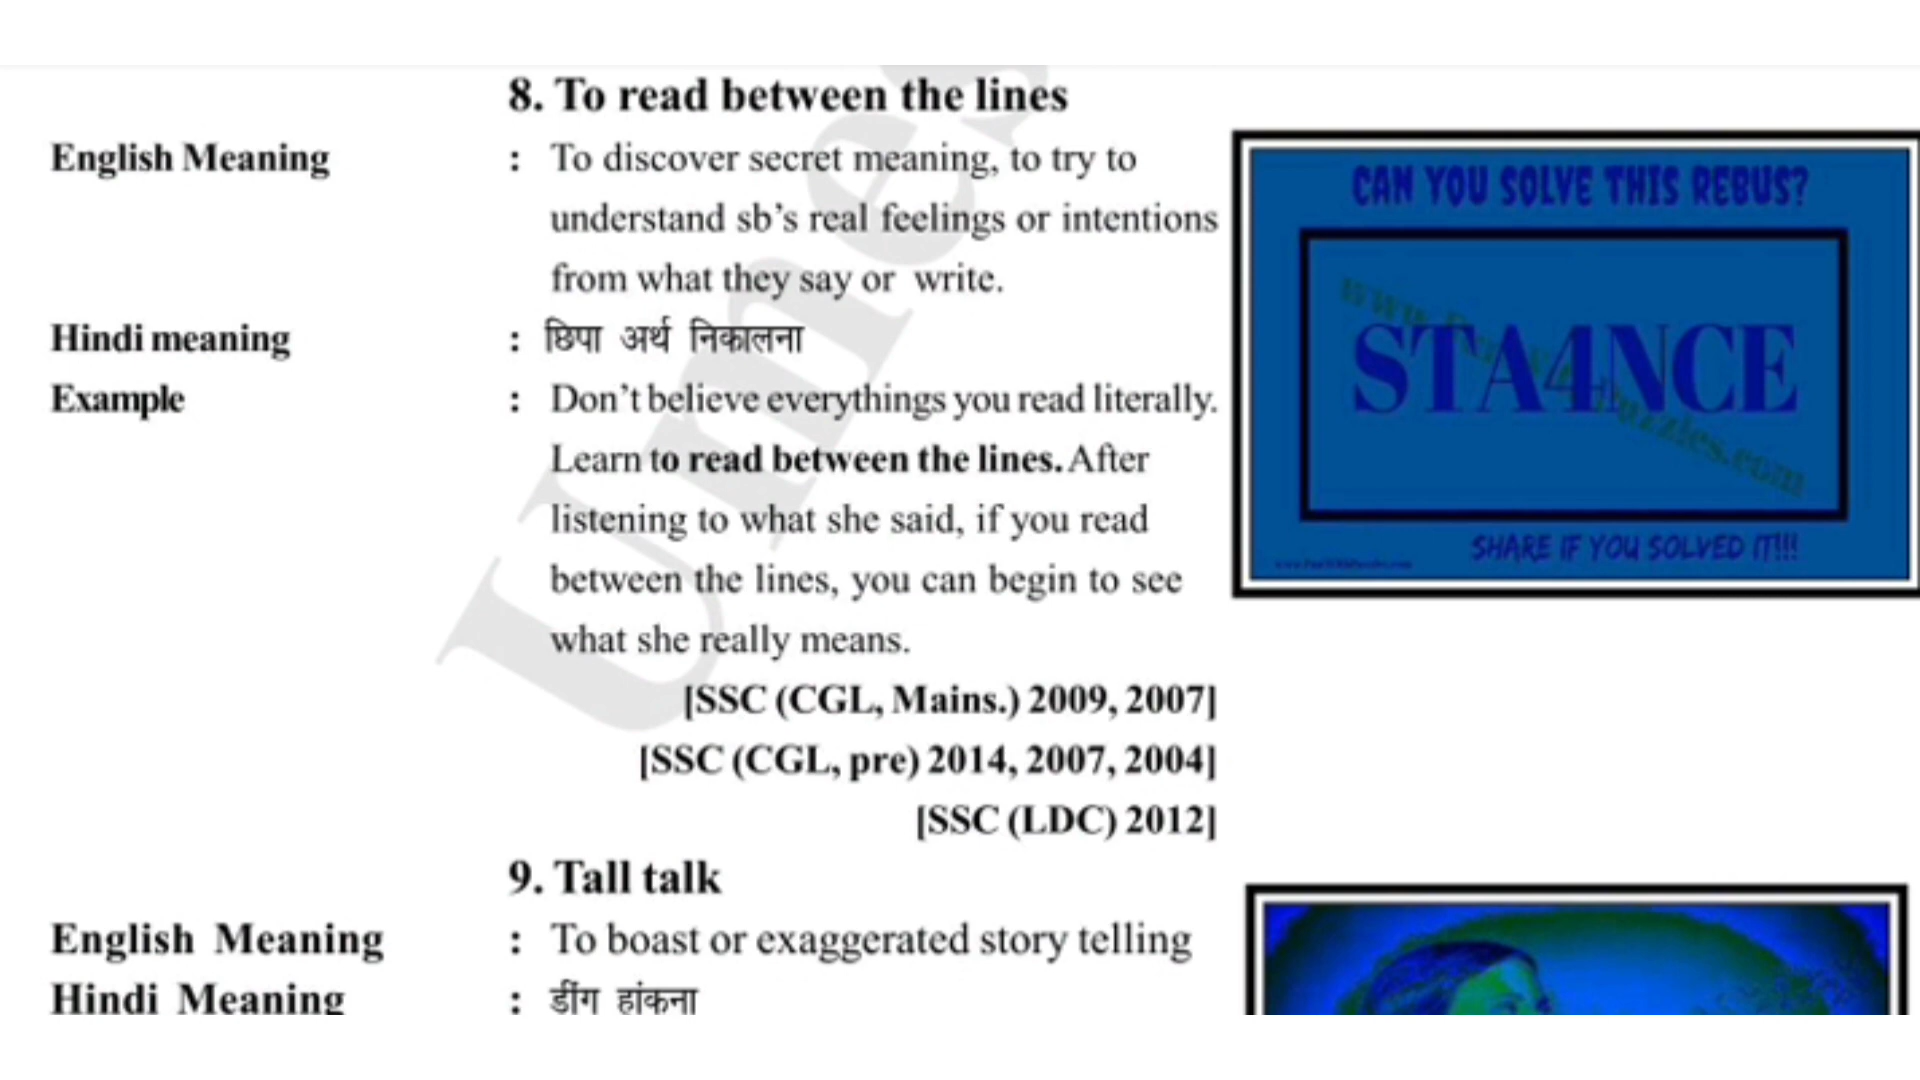 8. To read between the lines
English Meaning : To discover secret meaning, to try to
understand sb's real feelings or intentions
from what they say or write.
Hindi meaning : छिपा अर्थ निकालना
Example : Don't believe everythings you read literally.
Learn to read between the lines. After
listening to what she said, if you read
between the lines, you can begin to see
what she really means.
[SSC (CGL, Mains.) 2009, 2007]
[SSC (CGL, pre) 2014, 2007, 2004]
[SSC (LDC) 2012]
CAN YOU SOLVE THIS REBUS?
STA4NCE
SHARE IF YOU SOLVED IT!!!
9. Tall talk
English Meaning : To boast or exaggerated story telling
Hindi Meaning : डींग हांकना